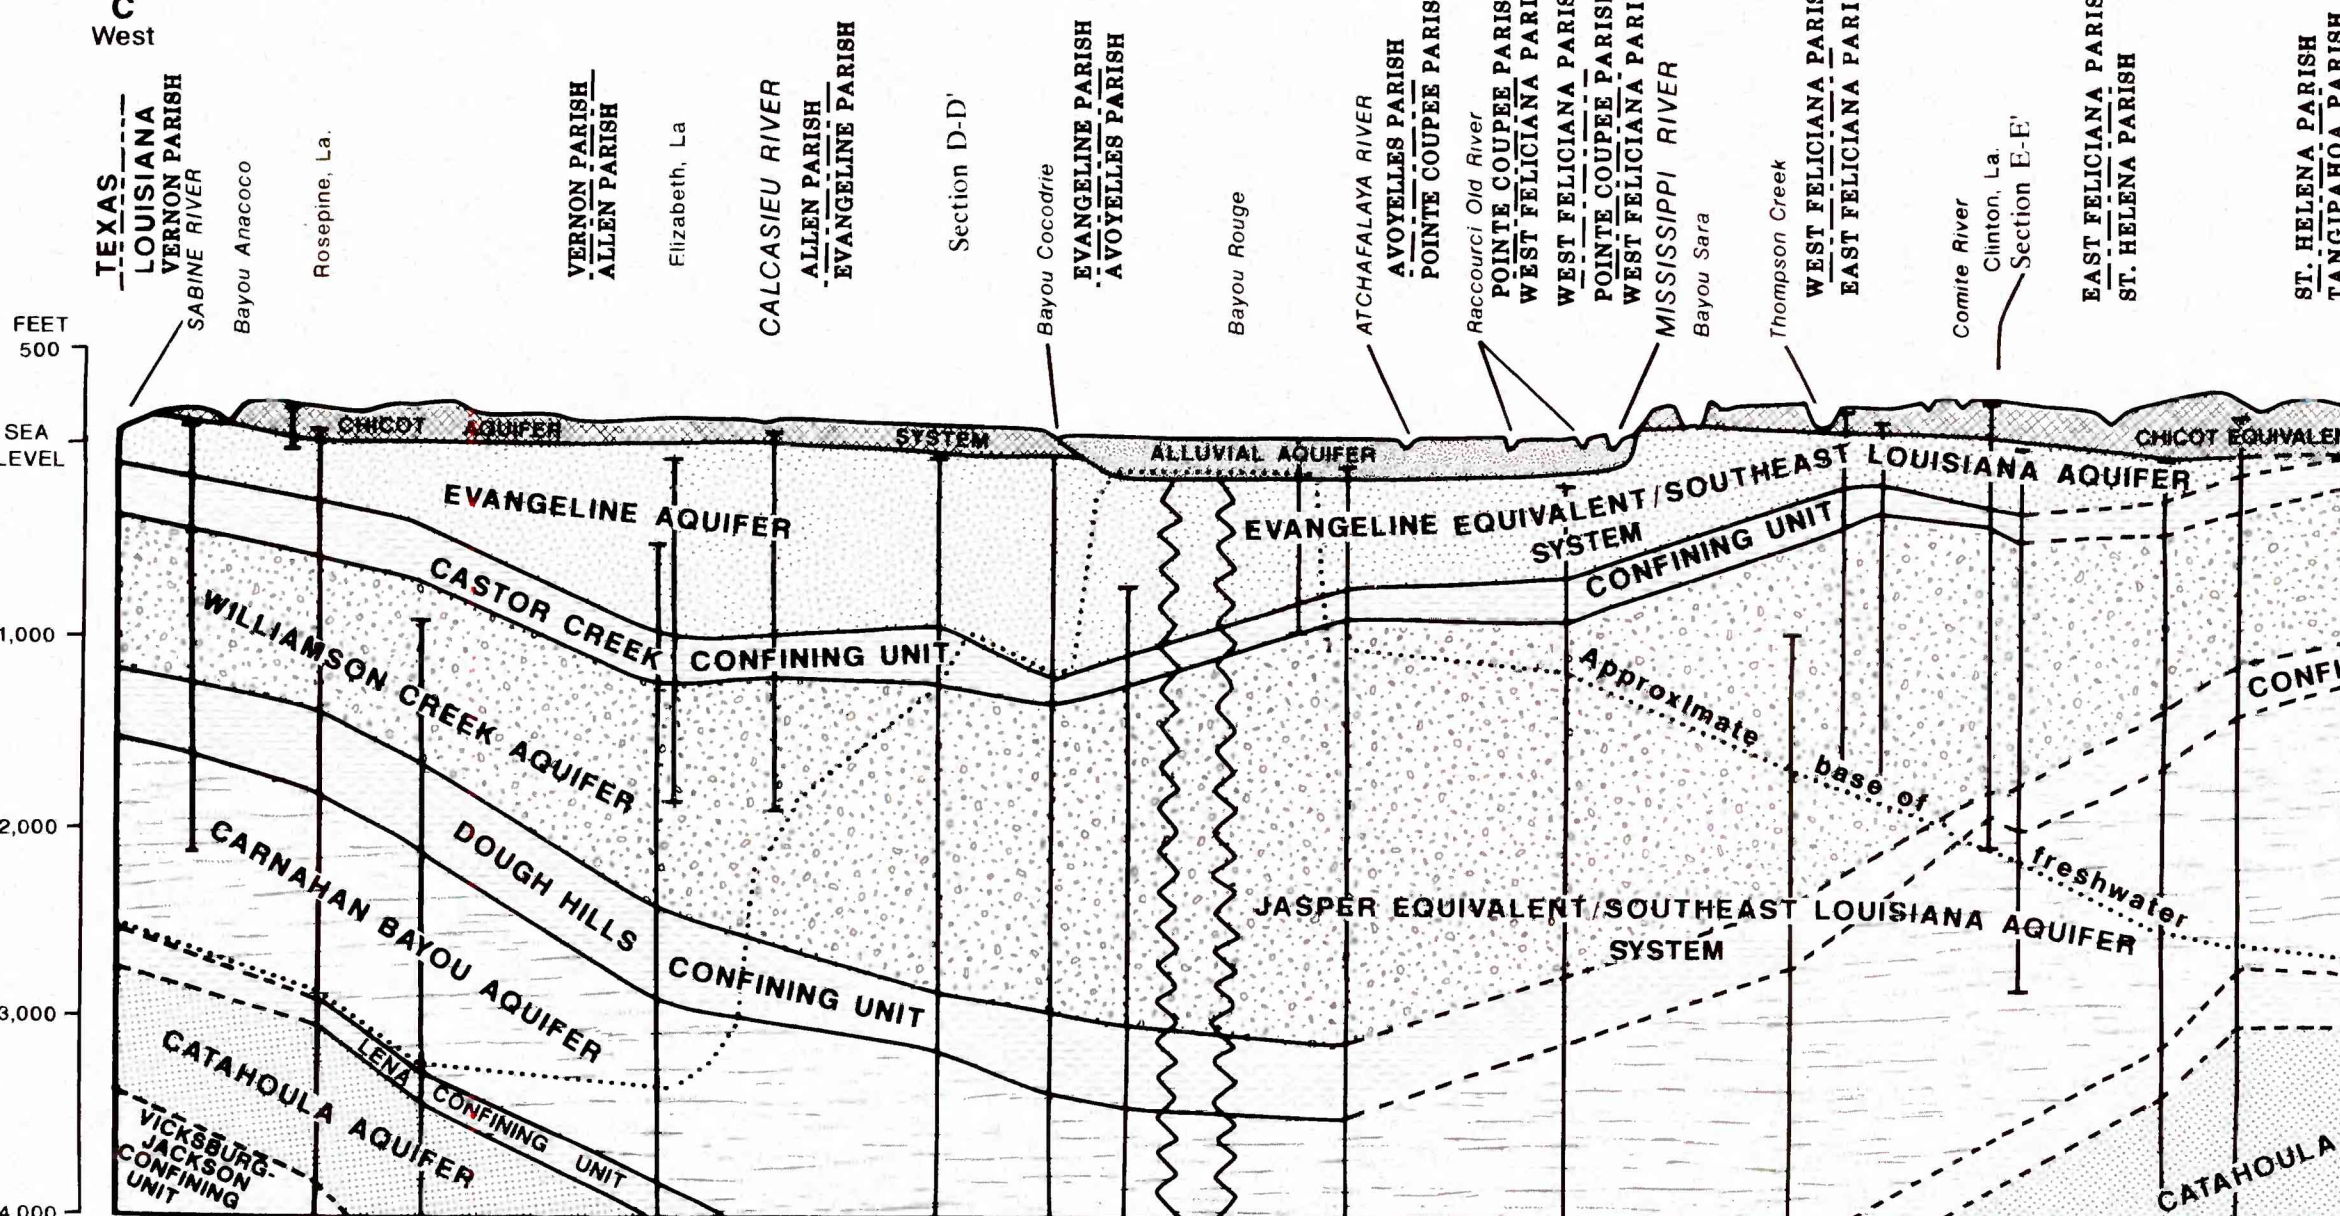 C
West
TEXAS
LOUISIANA
VERNON PARISH
SABINE RIVER
Bayou Anacoco
Rosepine, La.
VERNON PARISH
ALLEN PARISH
Elizabeth, La
CALCASIEU RIVER
ALLEN PARISH
EVANGELINE PARISH
Section D-D'
Bayou Cocodrie
EVANGELINE PARISH
AVOYELLES PARISH
Bayou Rouge
ATCHAFALAYA RIVER
AVOYELLES PARISH
POINTE COUPEE PARIS
Raccourci Old River
POINTE COUPEE PARIS
WEST FELICIANA PARI
WEST FELICIANA PARIS
POINTE COUPEE PARISH
WEST FELICIANA PARI
MISSISSIPPI RIVER
Bayou Sara
Thompson Creek
WEST FELICIANA PARIS
EAST FELICIANA PARI
Comite River
Clinton, La.
Section E-E'
EAST FELICIANA PARIS
ST. HELENA PARISH
ST. HELENA PARISH
TANGIPAHOA PARISH
FEET
500
SEA
LEVEL
1,000
2,000
3,000
4,000
CHICOT AQUIFER SYSTEM
ALLUVIAL AQUIFER
CHICOT EQUIVALEN
EVANGELINE AQUIFER
EVANGELINE EQUIVALENT/SOUTHEAST LOUISIANA AQUIFER
SYSTEM
CASTOR CREEK CONFINING UNIT
CONFINING UNIT
WILLIAMSON CREEK AQUIFER
Approximate base of freshwater
CONFI
DOUGH HILLS CONFINING UNIT
CARNAHAN BAYOU AQUIFER
JASPER EQUIVALENT/SOUTHEAST LOUISIANA AQUIFER
SYSTEM
LENA CONFINING UNIT
CATAHOULA AQUIFER
VICKSBURG-
JACKSON
CONFINING
UNIT
CATAHOULA